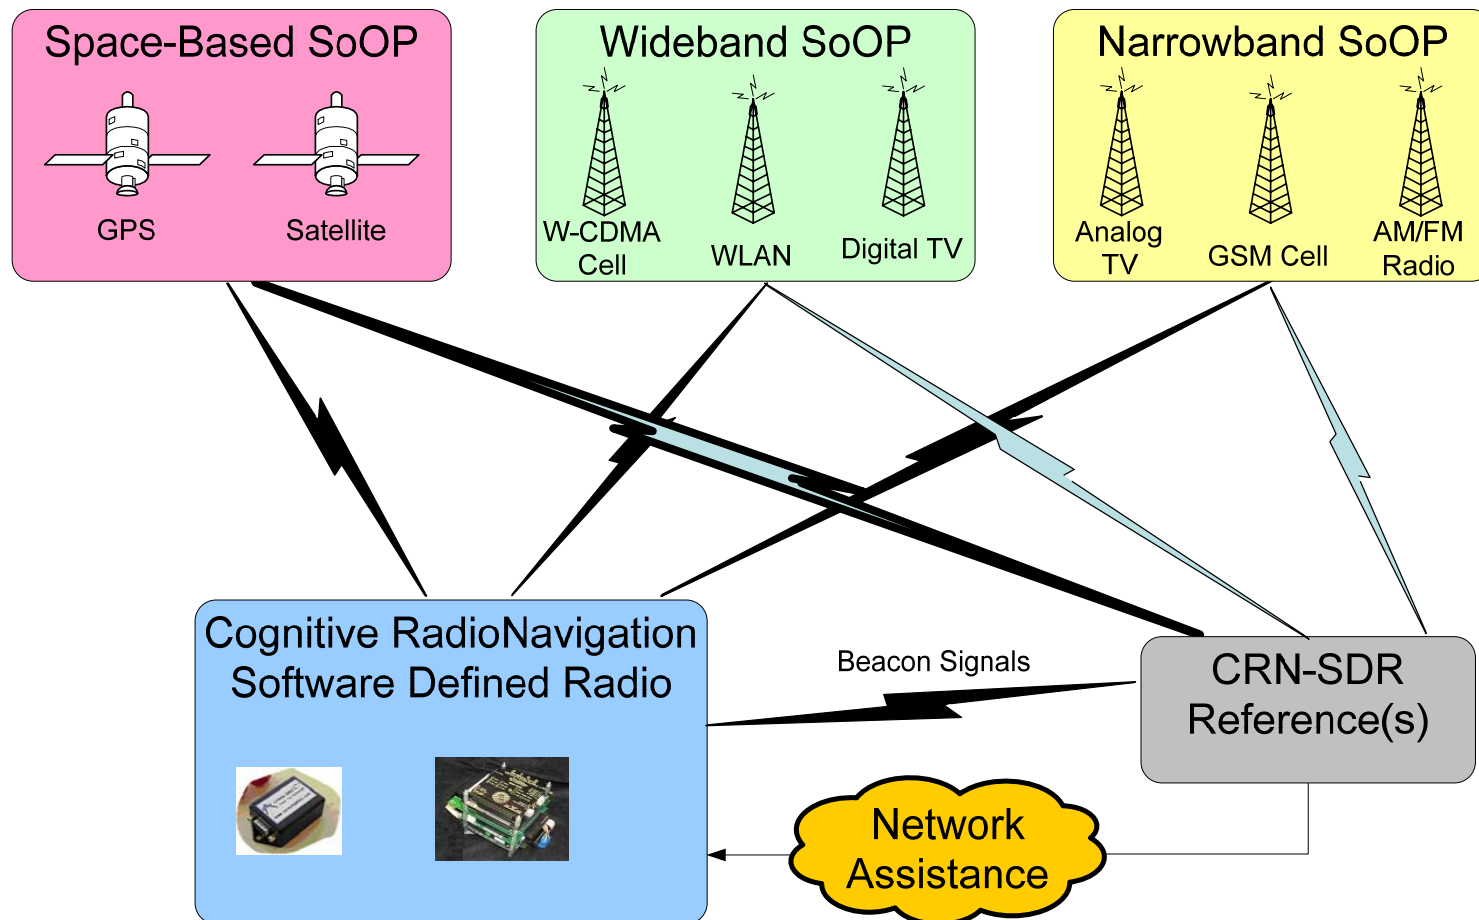 Space-Based SoOP
GPS
Satellite
Wideband SoOP
W-CDMA
Cell
WLAN
Digital TV
Narrowband SoOP
Analog
TV
GSM Cell
AM/FM
Radio
Cognitive RadioNavigation
Software Defined Radio
Beacon Signals
CRN-SDR
Reference(s)
Network
Assistance